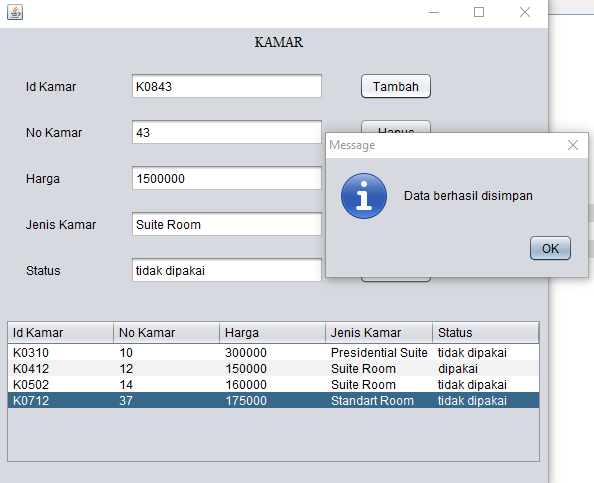 KAMAR
Id Kamar K0843 Tambah
No Kamar 43 Hapus
Message
Data berhasil disimpan
OK
Harga 1500000
Jenis Kamar Suite Room
Status tidak dipakai
Id Kamar No Kamar Harga Jenis Kamar Status
K0310 10 300000 Presidential Suite tidak dipakai
K0412 12 150000 Suite Room dipakai
K0502 14 160000 Suite Room tidak dipakai
K0712 37 175000 Standart Room tidak dipakai